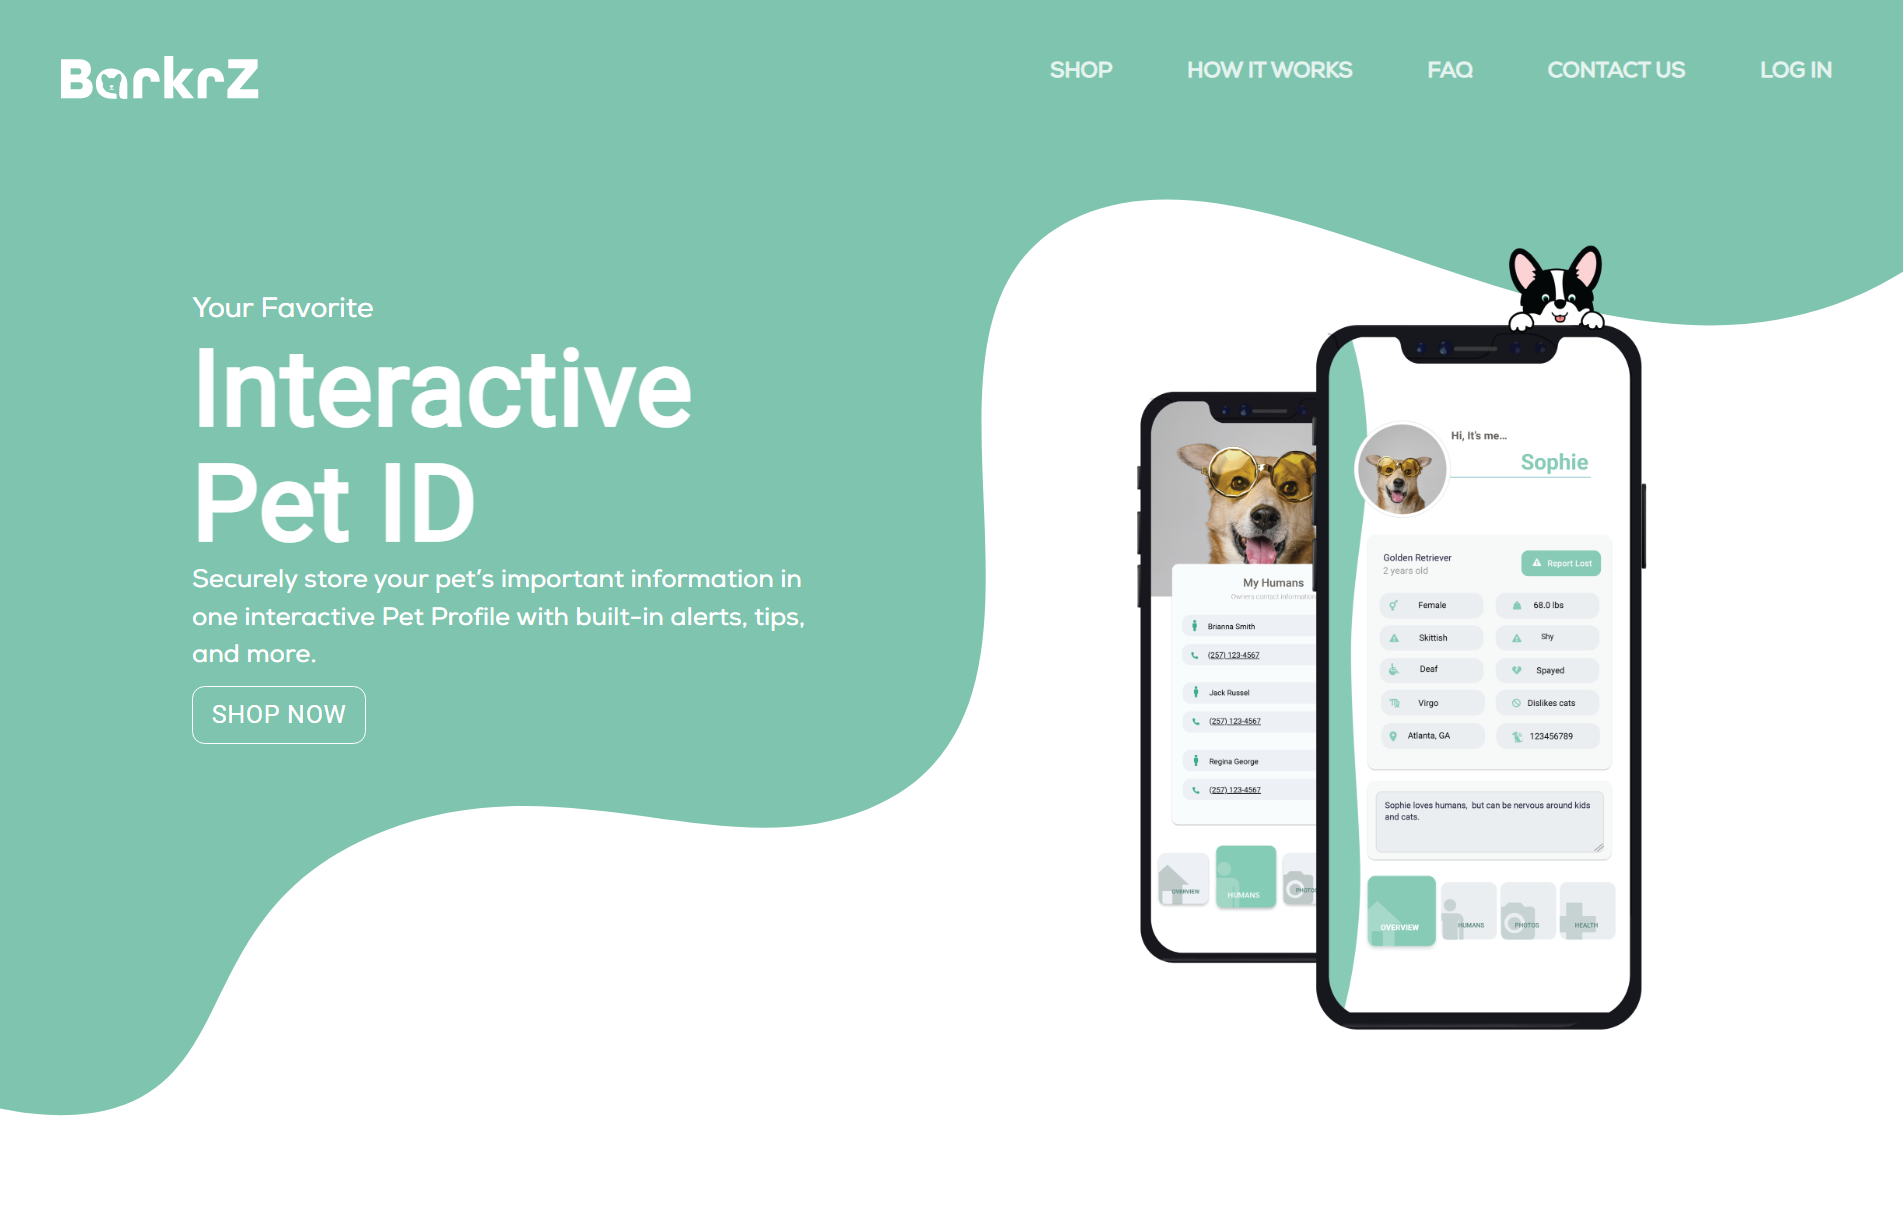 BarkrZ
SHOP HOW IT WORKS FAQ CONTACT US LOG IN
Your Favorite
Interactive
Pet ID
Securely store your pet's important information in
one interactive Pet Profile with built-in alerts, tips,
and more.
SHOP NOW
My Humans
Owners contact information
Brianna Smith
(257) 123-4567
Jack Russel
(257) 123-4567
Regina George
(257) 123-4567
OVERVIEW HUMANS PHOTOS
Hi, It's me...
Sophie
Golden Retriever
2 years old
Report Lost
Female 68.0 lbs
Skittish Shy
Deaf Spayed
Virgo Dislikes cats
Atlanta, GA 123456789
Sophie loves humans, but can be nervous around kids
and cats.
OVERVIEW HUMANS PHOTOS HEALTH